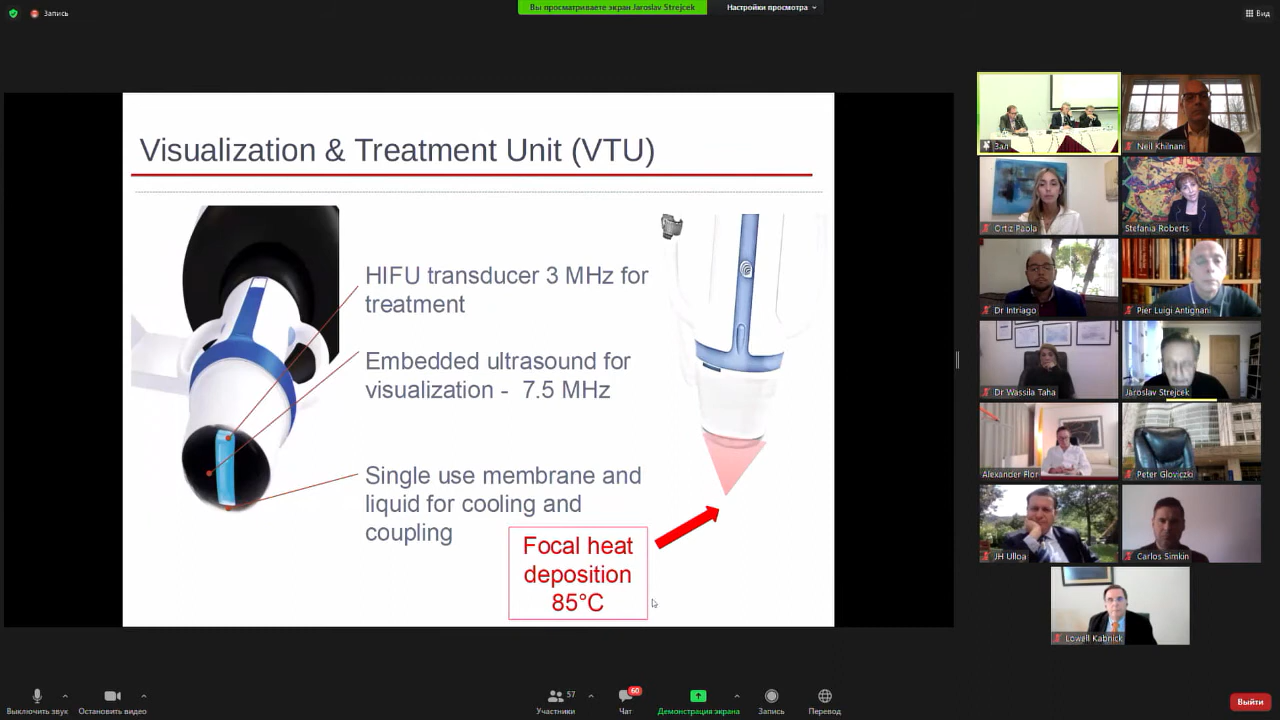 Запись
Вы просматриваете экран Jaroslav Strejcek
Настройки просмотра
Вид
Visualization & Treatment Unit (VTU)
HIFU transducer 3 MHz for
treatment
Embedded ultrasound for
visualization - 7.5 MHz
Single use membrane and
liquid for cooling and
coupling
Focal heat
deposition
85°C
Зал
Neil Khilnani
Ortiz Paola
Stefania Roberts
Dr Intriago
Pier Luigi Antignani
Dr Wassila Taha
Jaroslav Strejcek
Alexander Flor
Peter Gloviczki
JH Ulloa
Carlos Simkin
Lowell Kabnick
Выключить звук
Остановить видео
57
Участники
60
Чат
Демонстрация экрана
Запись
Перевод
Выйти